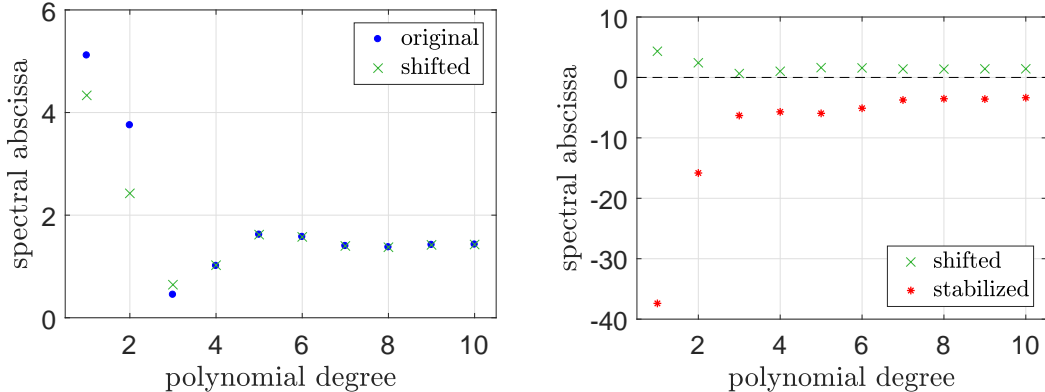 6
4
2
0
spectral abscissa
original
shifted
2
4
6
8
10
polynomial degree
10
0
-10
-20
-30
-40
spectral abscissa
shifted
stabilized
2
4
6
8
10
polynomial degree